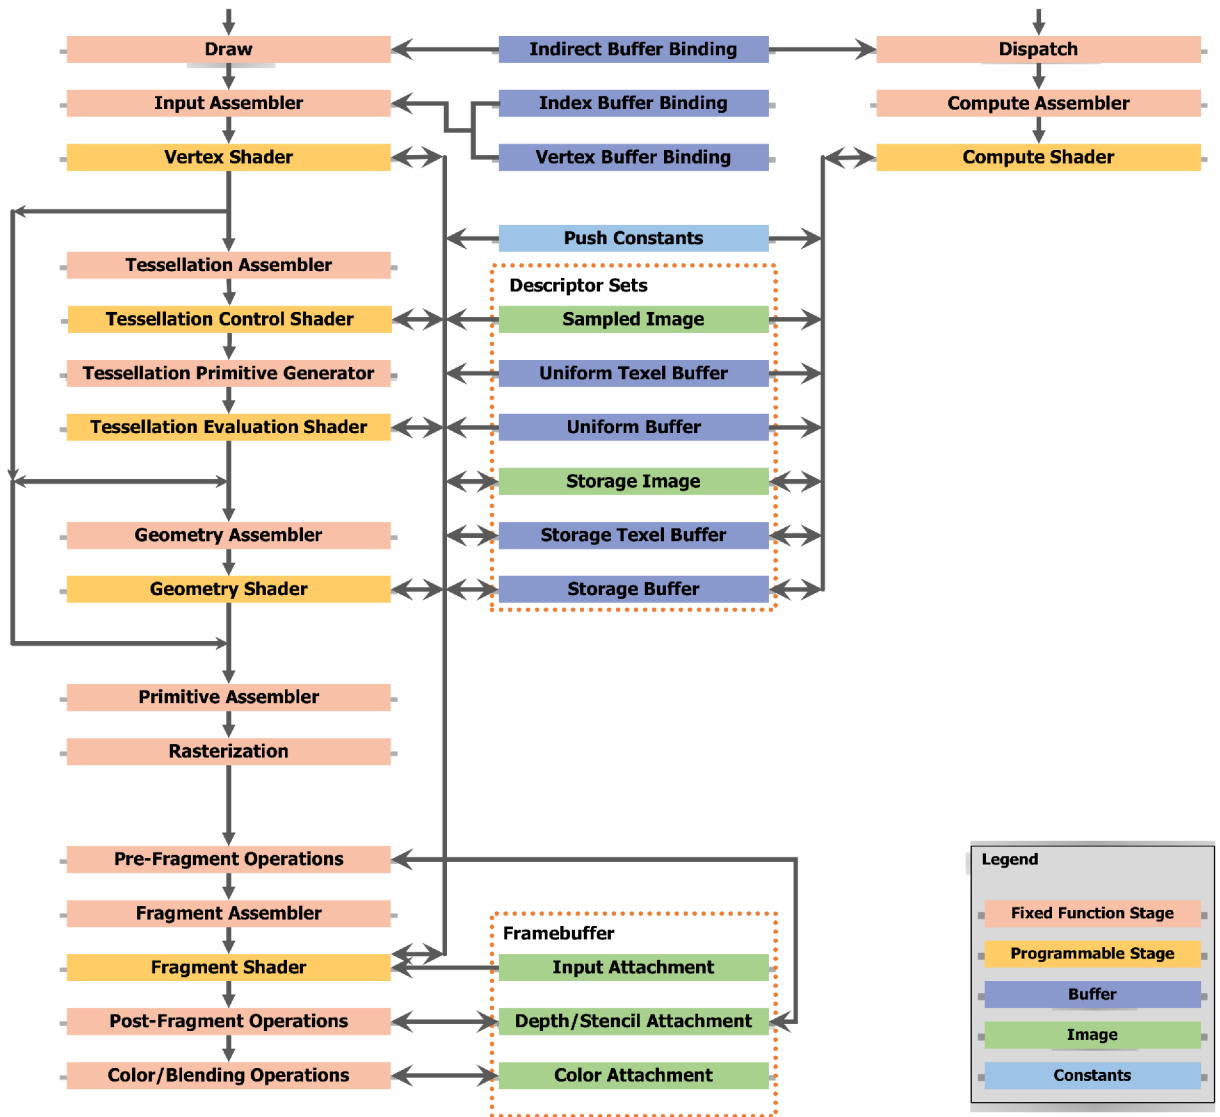 Draw
Indirect Buffer Binding
Dispatch
Input Assembler
Index Buffer Binding
Compute Assembler
Vertex Shader
Vertex Buffer Binding
Compute Shader
Push Constants
Tessellation Assembler
Descriptor Sets
Tessellation Control Shader
Sampled Image
Tessellation Primitive Generator
Uniform Texel Buffer
Tessellation Evaluation Shader
Uniform Buffer
Storage Image
Geometry Assembler
Storage Texel Buffer
Geometry Shader
Storage Buffer
Primitive Assembler
Rasterization
Pre-Fragment Operations
Legend
Fragment Assembler
Fixed Function Stage
Framebuffer
Programmable Stage
Fragment Shader
Input Attachment
Buffer
Post-Fragment Operations
Depth/Stencil Attachment
Image
Color/Blending Operations
Color Attachment
Constants